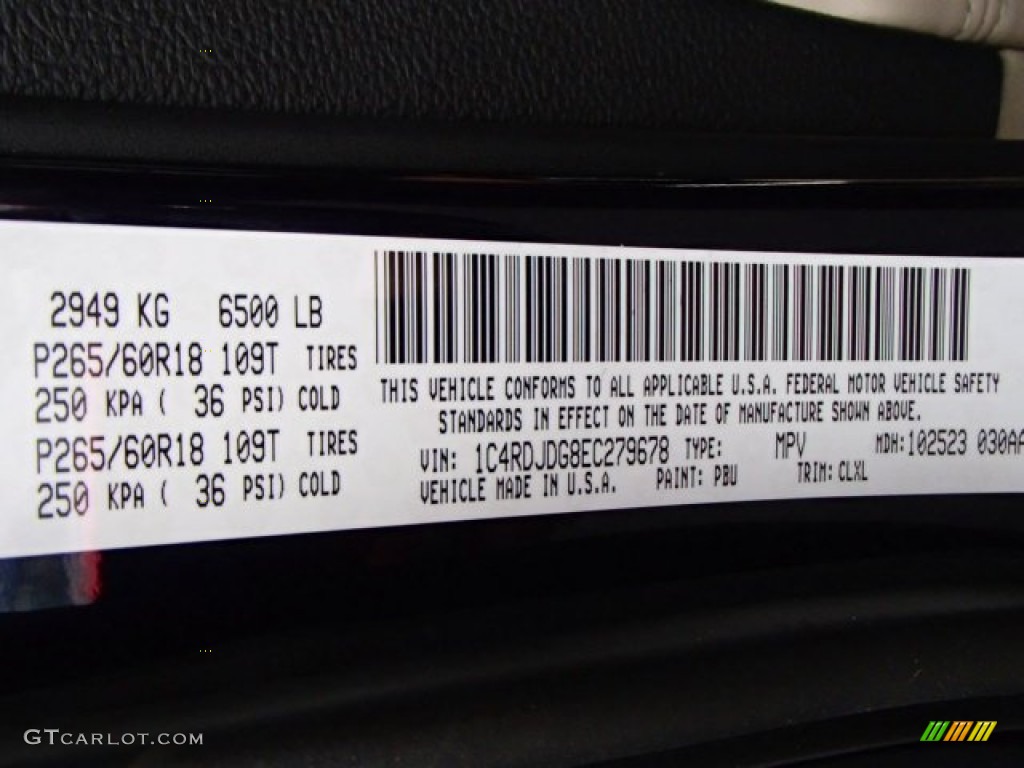 2949 KG 6500 LB
P265/60R18 109T TIRES
250 KPA ( 36 PSI) COLD
P265/60R18 109T TIRES
250 KPA ( 36 PSI) COLD
THIS VEHICLE CONFORMS TO ALL APPLICABLE U.S.A. FEDERAL MOTOR VEHICLE SAFETY
STANDARDS IN EFFECT ON THE DATE OF MANUFACTURE SHOWN ABOVE.
VIN: 1C4RDJDG8EC279678 TYPE: MPV MDH: 102523 030AA
VEHICLE MADE IN U.S.A. PAINT: PBU TRIM: CLXL
GTCARLOT.COM